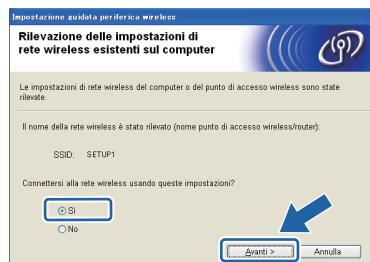 Impostazione guidata periferica wireless
Rilevazione delle impostazioni di
rete wireless esistenti sul computer
Le impostazioni di rete wireless del computer o del punto di accesso wireless sono state
rilevate.
Il nome della rete wireless è stato rilevato (nome punto di accesso wireless/router):
SSID: SETUP1
Connettersi alla rete wireless usando queste impostazioni?
Sì
No
Avanti >
Annulla